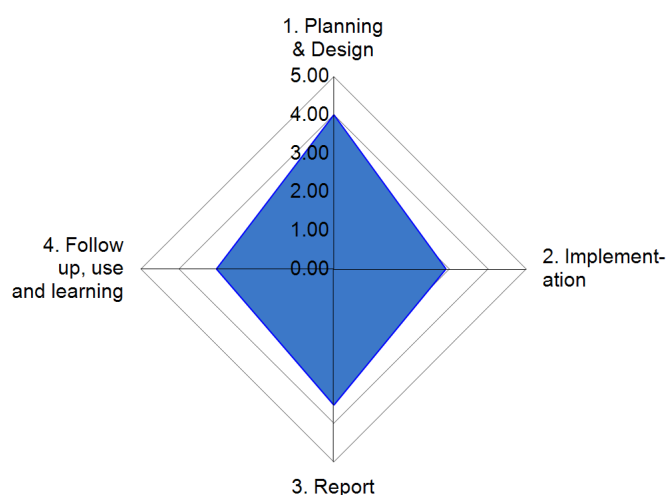 1. Planning
& Design
5.00
4.00
3.00
2.00
1.00
0.00
4. Follow
up, use
and learning
2. Implement-
ation
3. Report